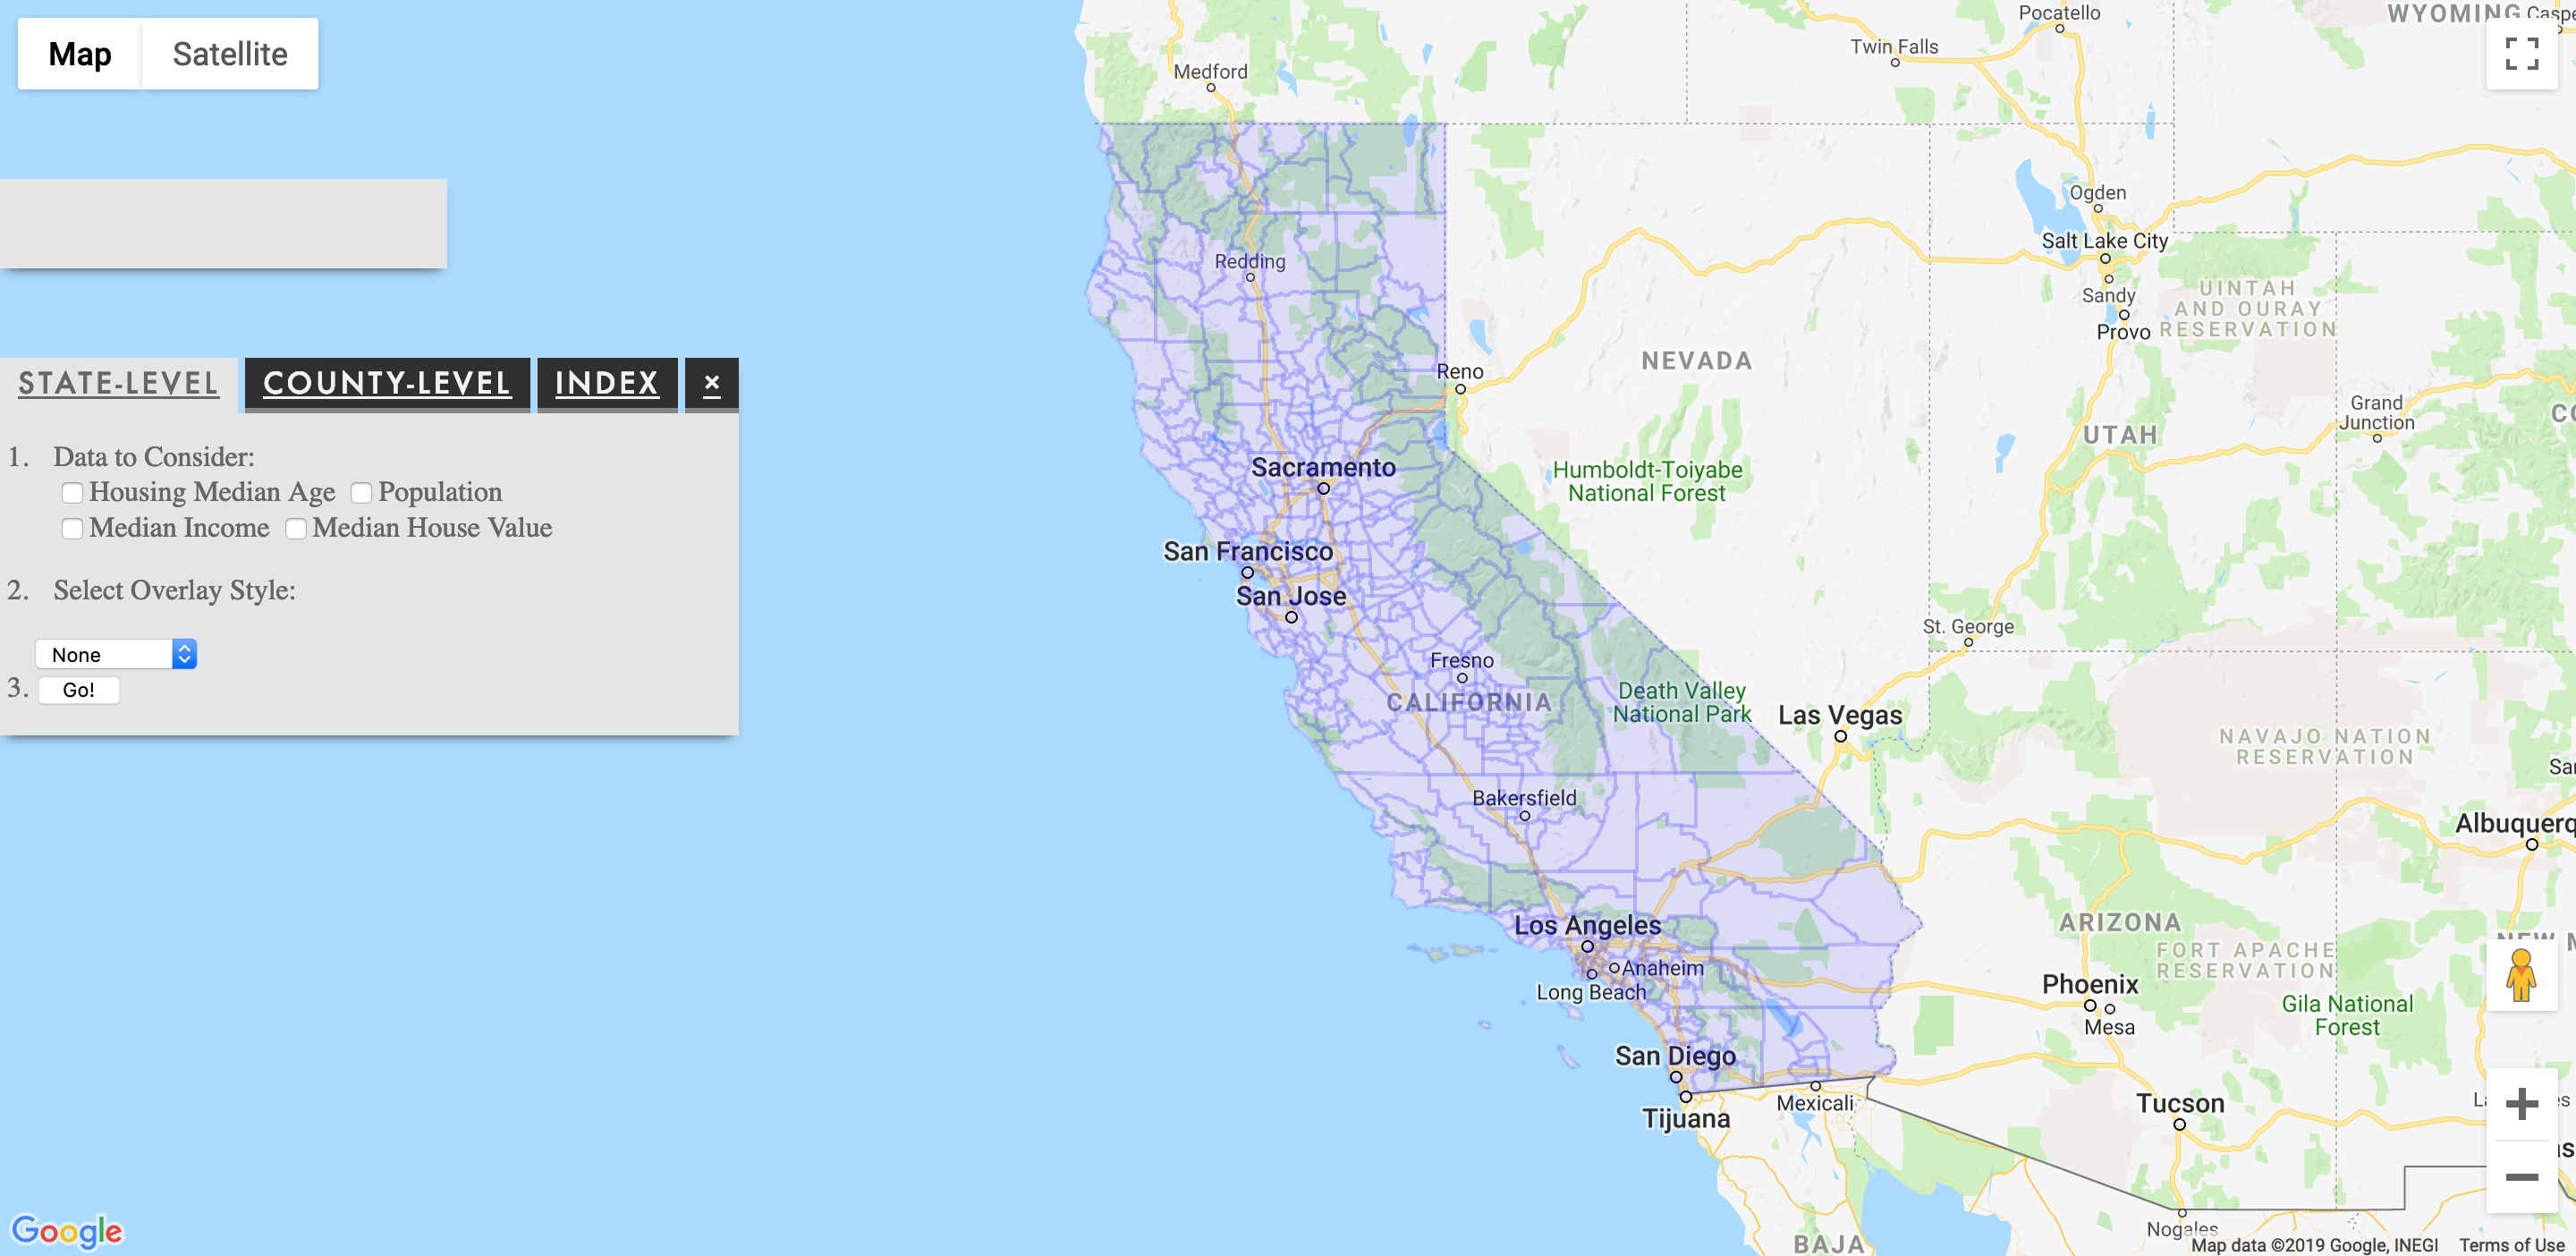 Map
Satellite
STATE-LEVEL
COUNTY-LEVEL
INDEX
×
1. Data to Consider:
Housing Median Age
Population
Median Income
Median House Value
2. Select Overlay Style:
None
3. Go!
Google
Medford
Pocatello
WYOMING
Twin Falls
Ogden
Salt Lake City
Sandy
Provo
UINTAH
AND OURAY
RESERVATION
Redding
NEVADA
Reno
Grand
Junction
UTAH
Humboldt-Toiyabe
National Forest
Sacramento
San Francisco
San Jose
St. George
Fresno
CALIFORNIA
Death Valley
National Park
Las Vegas
NAVAJO NATION
RESERVATION
Bakersfield
Albuquerq
Los Angeles
Anaheim
Long Beach
ARIZONA
FORT APACHE
RESERVATION
Phoenix
Mesa
Gila National
Forest
San Diego
Tijuana
Mexicali
Tucson
Nogales
BAJA
Map data ©2019 Google, INEGI
Terms of Use